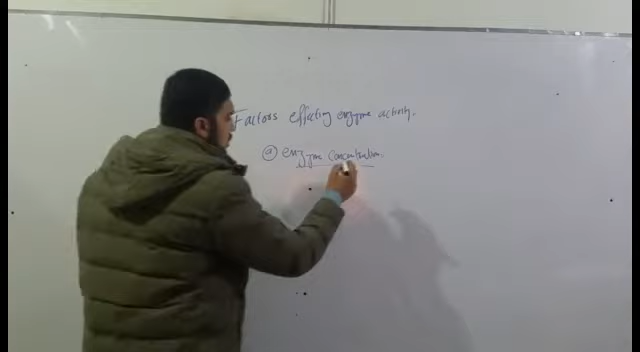 Factors effecting enzyme activity.
ⓐ enzyme concentration.